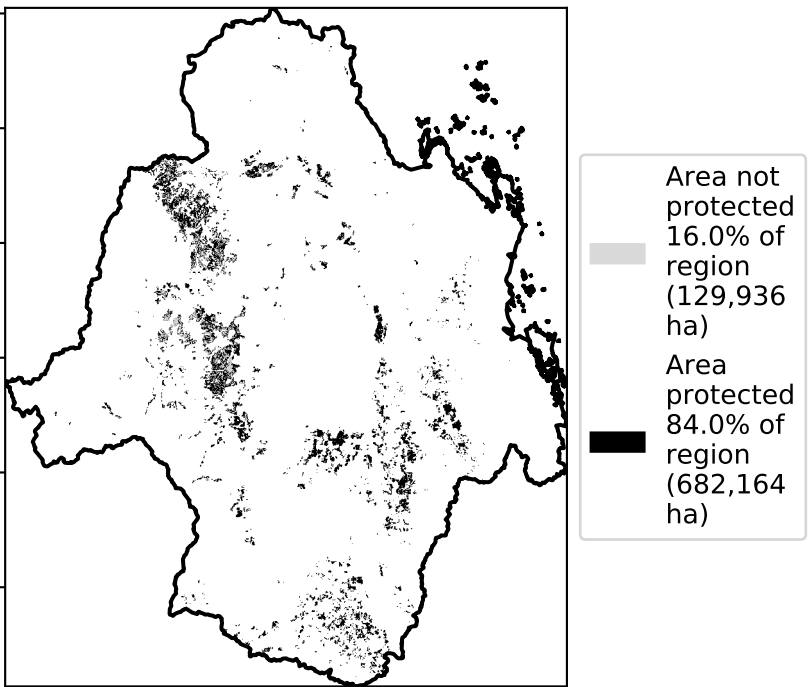 Area not
protected
16.0% of
region
(129,936
ha)
Area
protected
84.0% of
region
(682,164
ha)